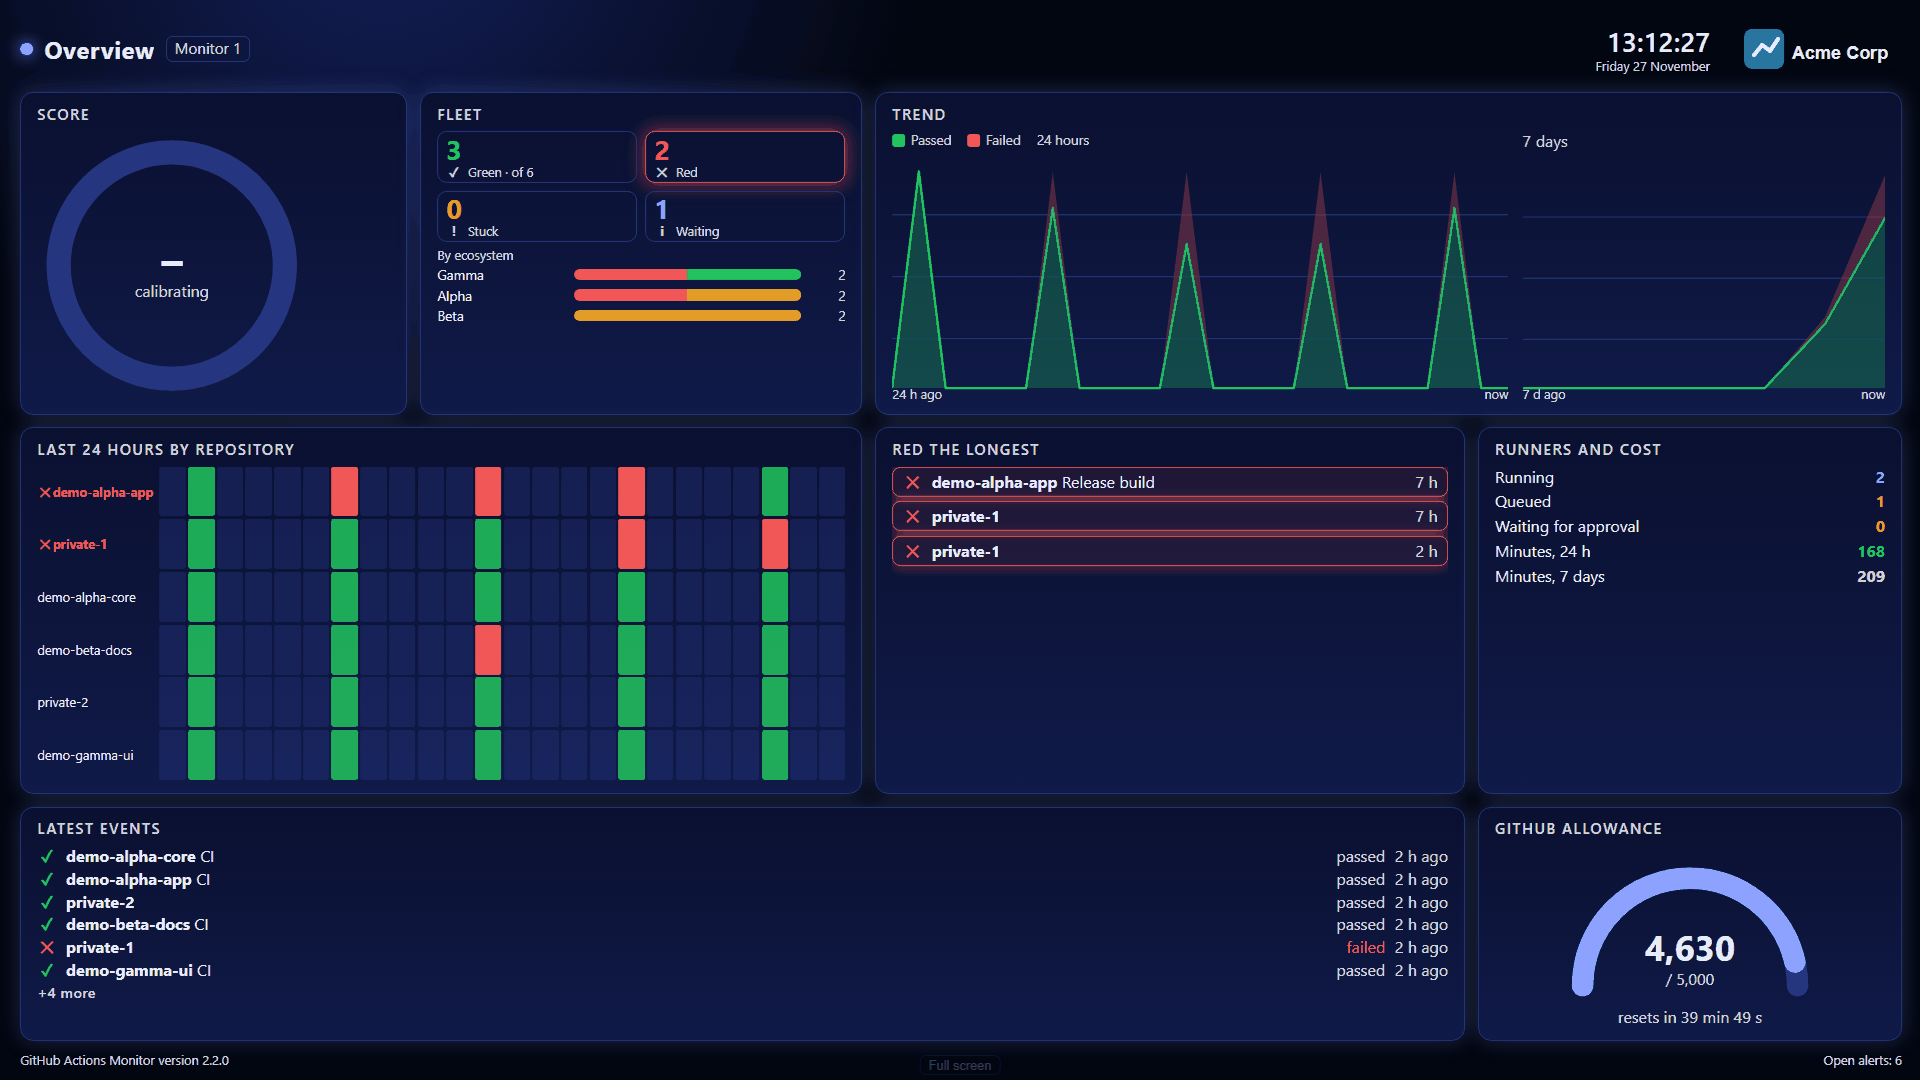 Overview
Monitor 1
13:12:27
Friday 27 November
Acme Corp
SCORE
–
calibrating
FLEET
3
✓ Green · of 6
2
✕ Red
0
! Stuck
1
i Waiting
By ecosystem
Gamma 2
Alpha 2
Beta 2
TREND
Passed Failed 24 hours
7 days
24 h ago now
7 d ago now
LAST 24 HOURS BY REPOSITORY
✕ demo-alpha-app
✕ private-1
demo-alpha-core
demo-beta-docs
private-2
demo-gamma-ui
RED THE LONGEST
✕ demo-alpha-app Release build 7 h
✕ private-1 7 h
✕ private-1 2 h
RUNNERS AND COST
Running 2
Queued 1
Waiting for approval 0
Minutes, 24 h 168
Minutes, 7 days 209
LATEST EVENTS
✓ demo-alpha-core CI passed 2 h ago
✓ demo-alpha-app CI passed 2 h ago
✓ private-2 passed 2 h ago
✓ demo-beta-docs CI passed 2 h ago
✕ private-1 failed 2 h ago
✓ demo-gamma-ui CI passed 2 h ago
+4 more
GITHUB ALLOWANCE
4,630
/ 5,000
resets in 39 min 49 s
GitHub Actions Monitor version 2.2.0
Full screen
Open alerts: 6